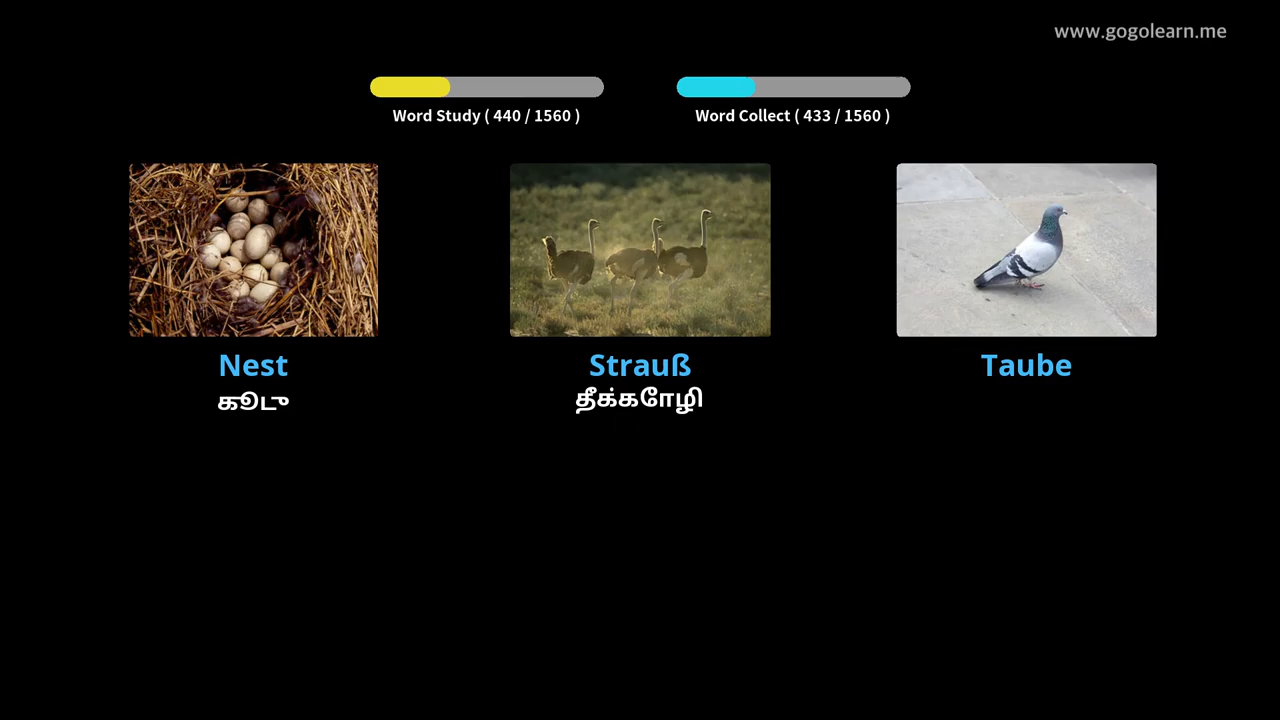 www.gogolearn.me
Word Study ( 440 / 1560 )
Word Collect ( 433 / 1560 )
Nest
கூடு
Strauß
தீக்கோழி
Taube